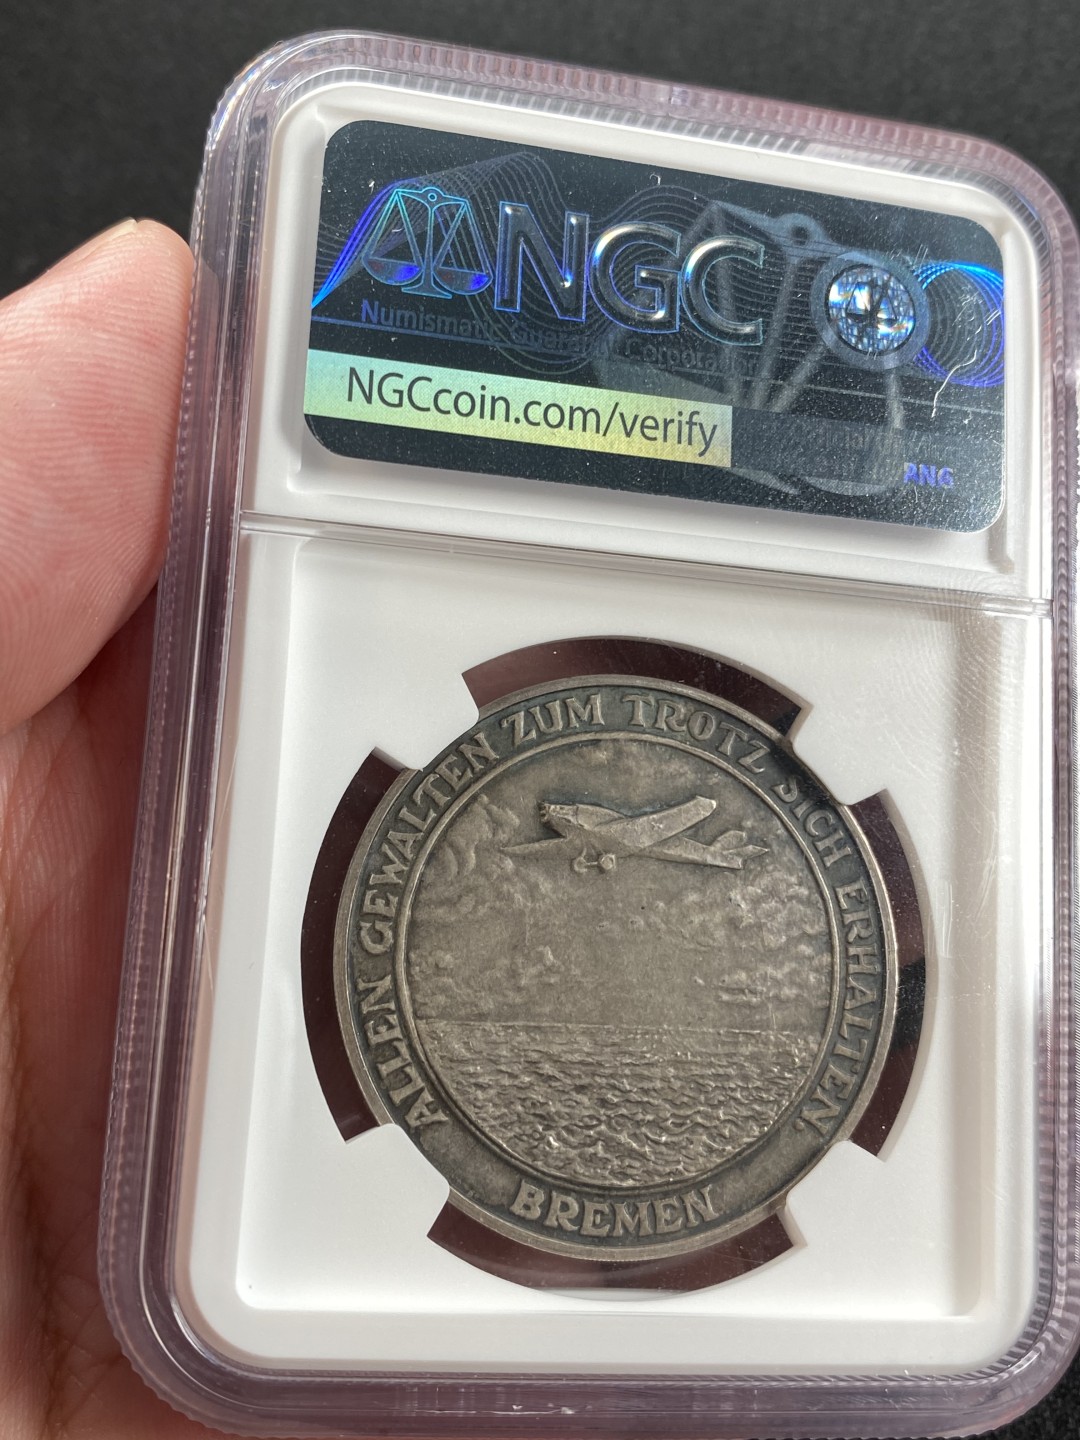 NGC
Numismatic Guaranty Corporation
NGCcoin.com/verify
ALLEN GEWALTEN ZUM TROTZ SICH ERHALTEN
BREMEN